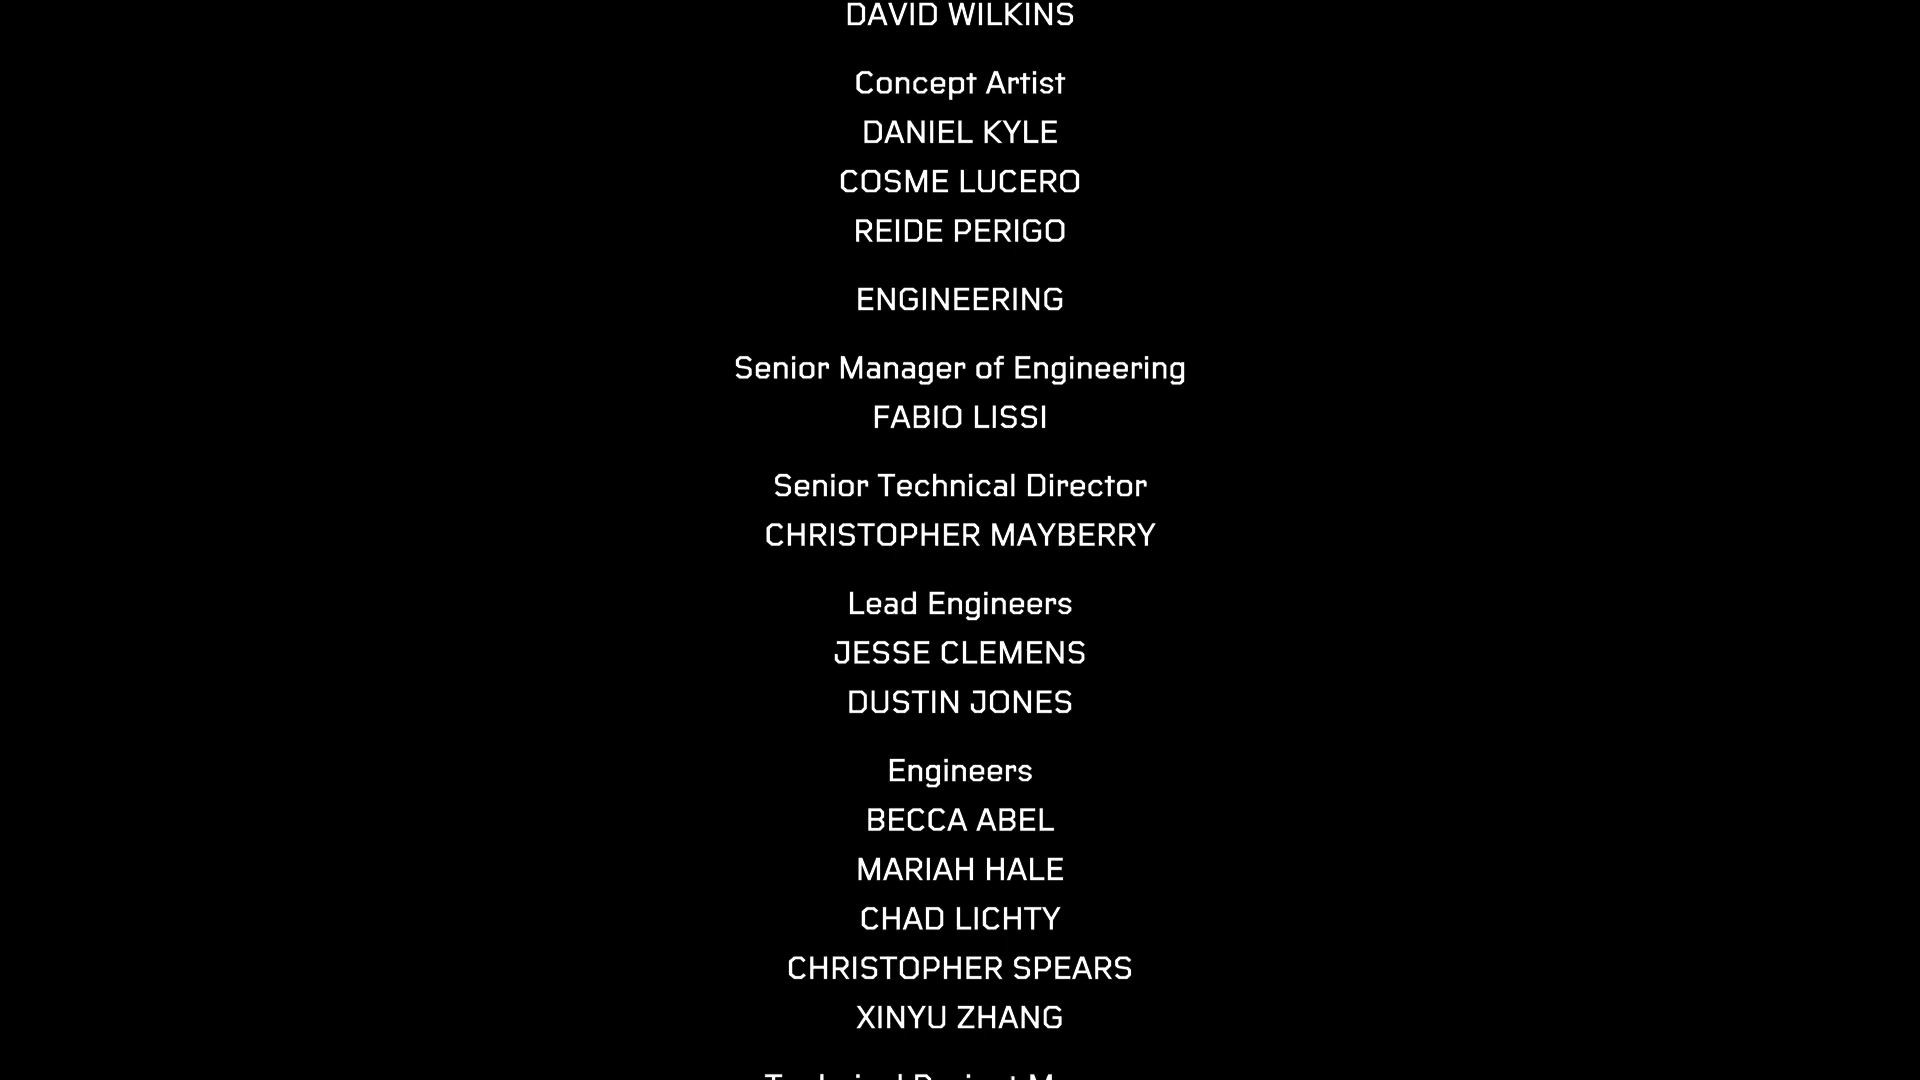 DAVID WILKINS
Concept Artist
DANIEL KYLE
COSME LUCERO
REIDE PERIGO
ENGINEERING
Senior Manager of Engineering
FABIO LISSI
Senior Technical Director
CHRISTOPHER MAYBERRY
Lead Engineers
JESSE CLEMENS
DUSTIN JONES
Engineers
BECCA ABEL
MARIAH HALE
CHAD LICHTY
CHRISTOPHER SPEARS
XINYU ZHANG